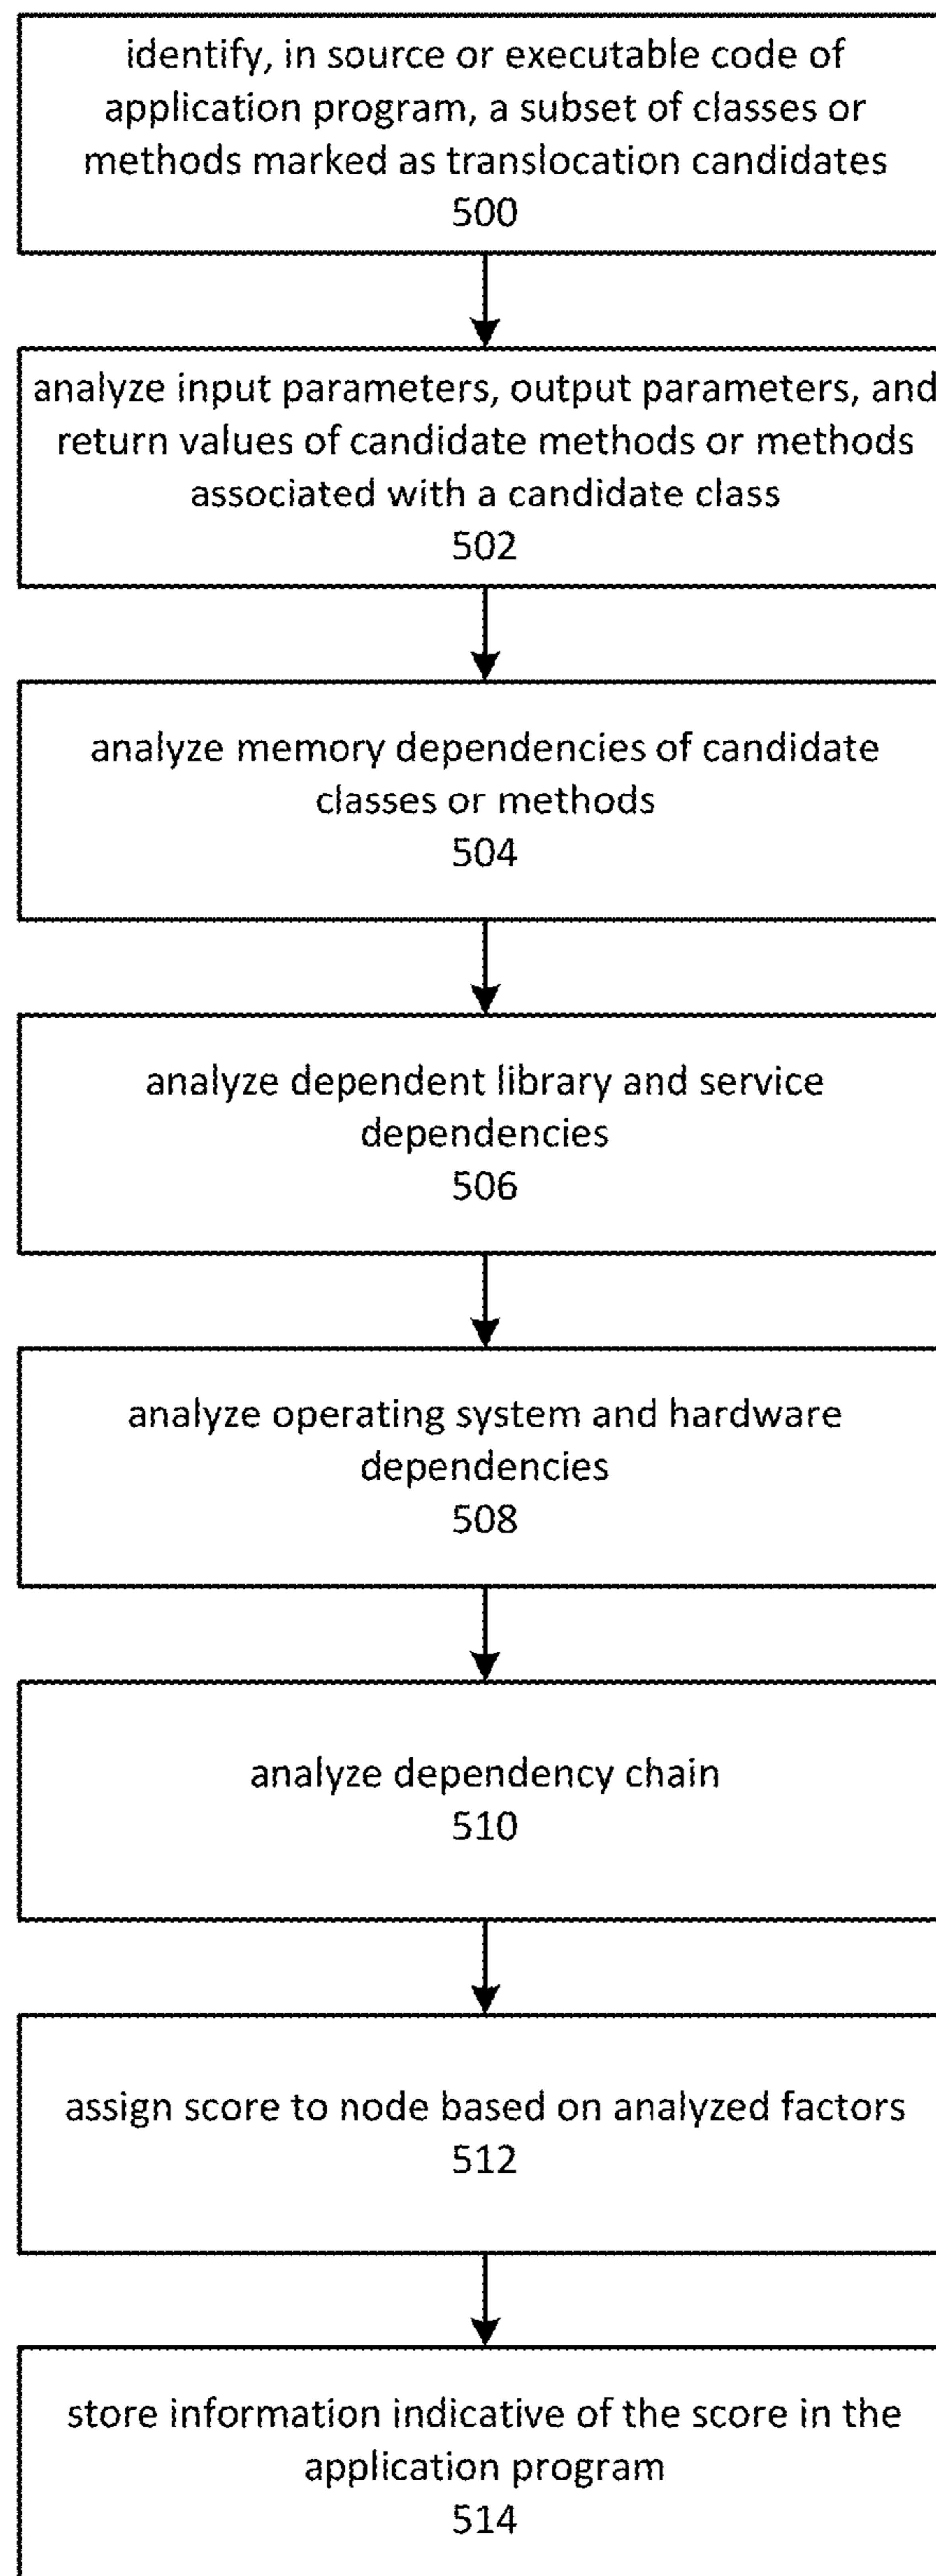 identify, in source or executable code of
application program, a subset of classes or
methods marked as translocation candidates
500
analyze input parameters, output parameters, and
return values of candidate methods or methods
associated with a candidate class
502
analyze memory dependencies of candidate
classes or methods
504
analyze dependent library and service
dependencies
506
analyze operating system and hardware
dependencies
508
analyze dependency chain
510
assign score to node based on analyzed factors
512
store information indicative of the score in the
application program
514